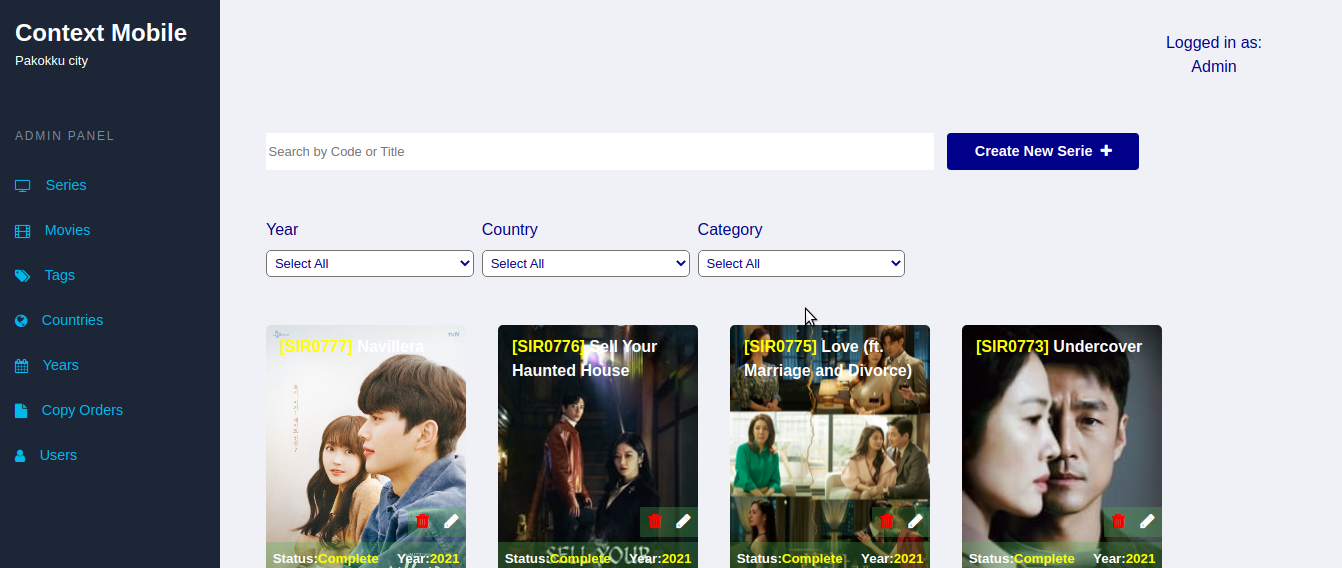 Context Mobile
Pakokku city
Logged in as:
Admin
ADMIN PANEL
Series
Movies
Tags
Countries
Years
Copy Orders
Users
Search by Code or Title
Create New Serie
Year
Country
Category
Select All
Select All
Select All
[SIR0777] Navillera
tvN
Status:Complete Year:2021
[SIR0776] Sell Your
Haunted House
SELL YOUR
Status:Complete Year:2021
[SIR0775] Love (ft.
Marriage and Divorce)
Status:Complete Year:2021
[SIR0773] Undercover
Status:Complete Year:2021